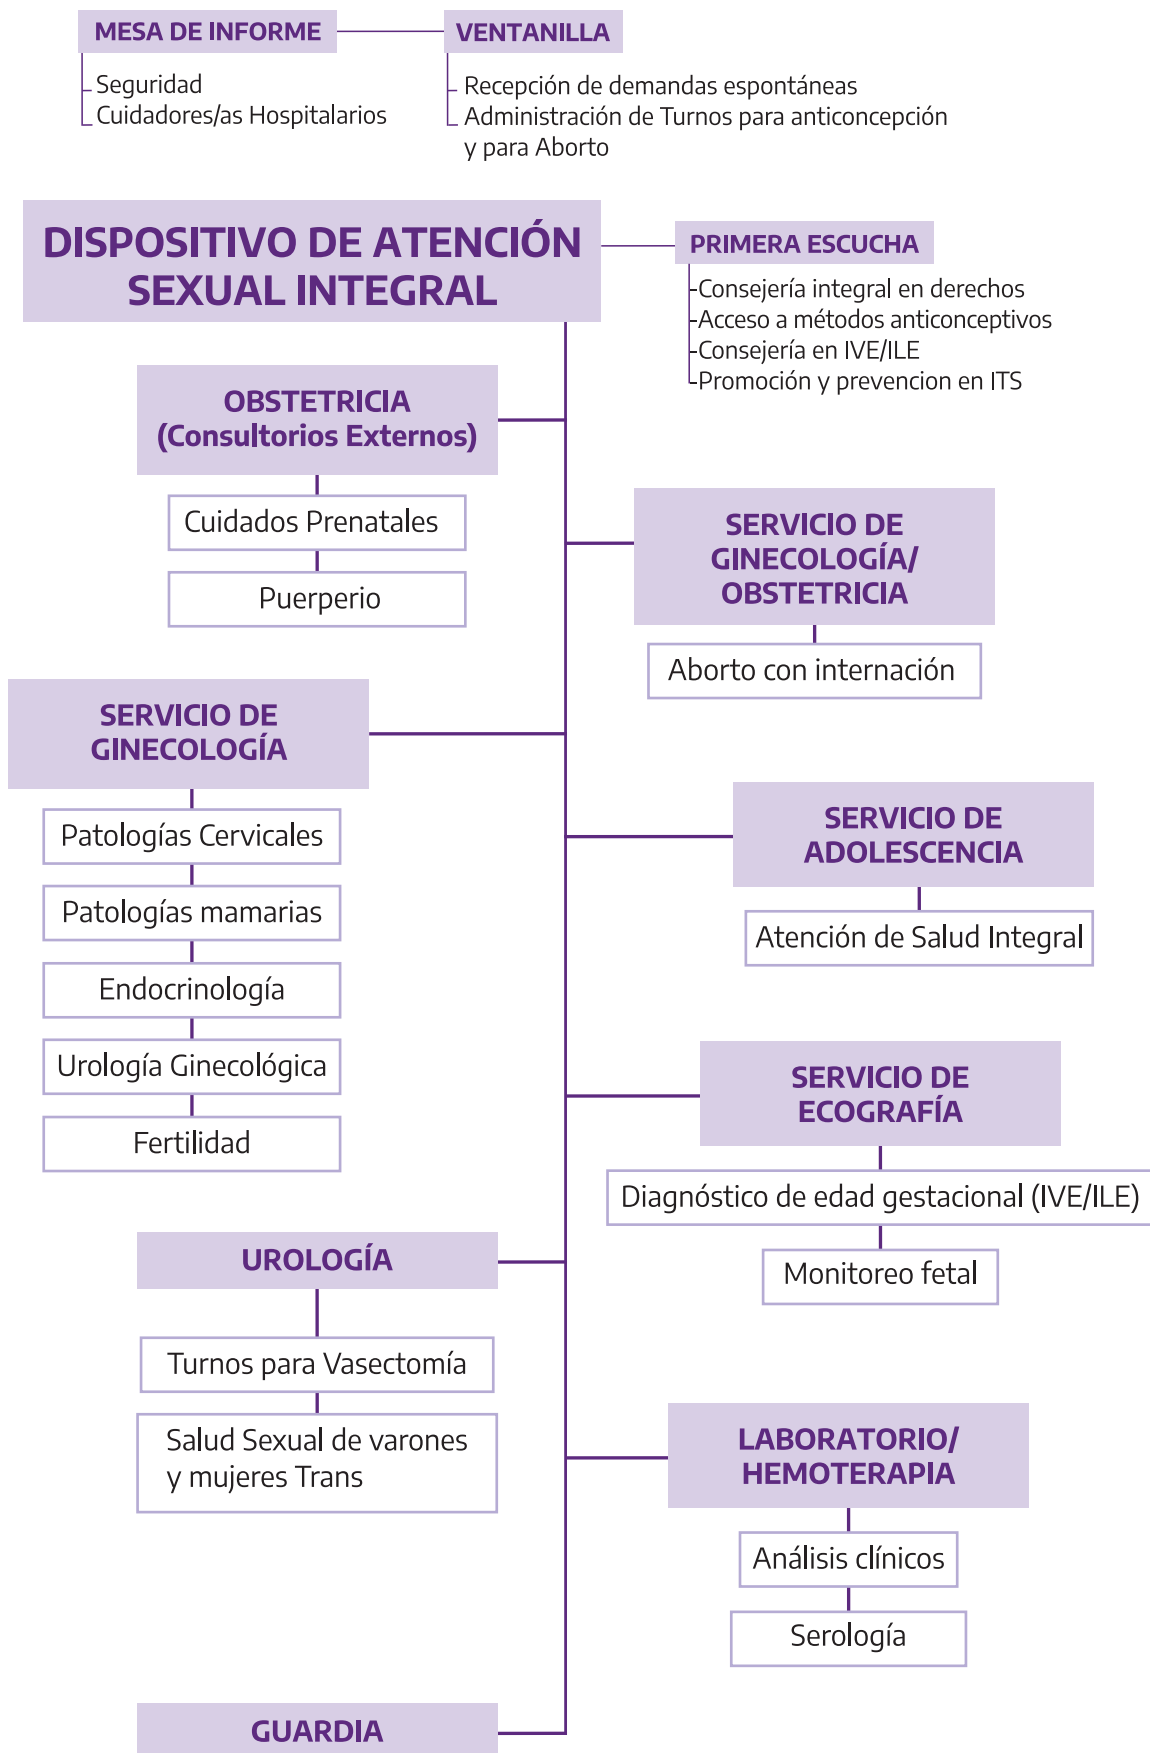 MESA DE INFORME
Seguridad
Cuidadores/as Hospitalarios
VENTANILLA
Recepción de demandas espontáneas
Administración de Turnos para anticoncepción
y para Aborto
DISPOSITIVO DE ATENCIÓN
SEXUAL INTEGRAL
PRIMERA ESCUCHA
-Consejería integral en derechos
-Acceso a métodos anticonceptivos
-Consejería en IVE/ILE
-Promoción y prevencion en ITS
OBSTETRICIA
(Consultorios Externos)
Cuidados Prenatales
Puerperio
SERVICIO DE
GINECOLOGÍA/
OBSTETRICIA
Aborto con internación
SERVICIO DE
GINECOLOGÍA
Patologías Cervicales
Patologías mamarias
Endocrinología
Urología Ginecológica
Fertilidad
SERVICIO DE
ADOLESCENCIA
Atención de Salud Integral
SERVICIO DE
ECOGRAFÍA
Diagnóstico de edad gestacional (IVE/ILE)
Monitoreo fetal
UROLOGÍA
Turnos para Vasectomía
Salud Sexual de varones
y mujeres Trans
LABORATORIO/
HEMOTERAPIA
Análisis clínicos
Serología
GUARDIA